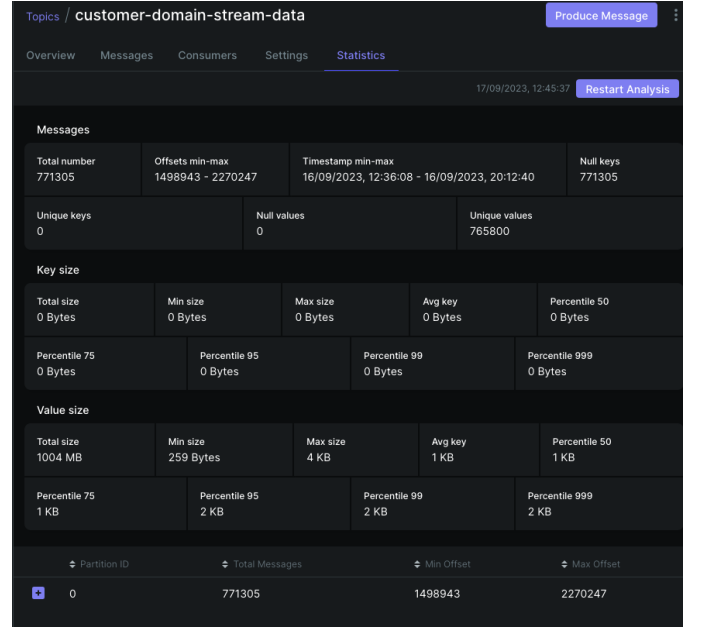 Topics / customer-domain-stream-data Produce Message
Overview Messages Consumers Settings Statistics
17/09/2023, 12:45:37 Restart Analysis
Messages
Total number Offsets min-max Timestamp min-max Null keys
771305 1498943 - 2270247 16/09/2023, 12:36:08 - 16/09/2023, 20:12:40 771305
Unique keys Null values Unique values
0 0 765800
Key size
Total size Min size Max size Avg key Percentile 50
0 Bytes 0 Bytes 0 Bytes 0 Bytes 0 Bytes
Percentile 75 Percentile 95 Percentile 99 Percentile 999
0 Bytes 0 Bytes 0 Bytes 0 Bytes
Value size
Total size Min size Max size Avg key Percentile 50
1004 MB 259 Bytes 4 KB 1 KB 1 KB
Percentile 75 Percentile 95 Percentile 99 Percentile 999
1 KB 2 KB 2 KB 2 KB
Partition ID Total Messages Min Offset Max Offset
0 771305 1498943 2270247